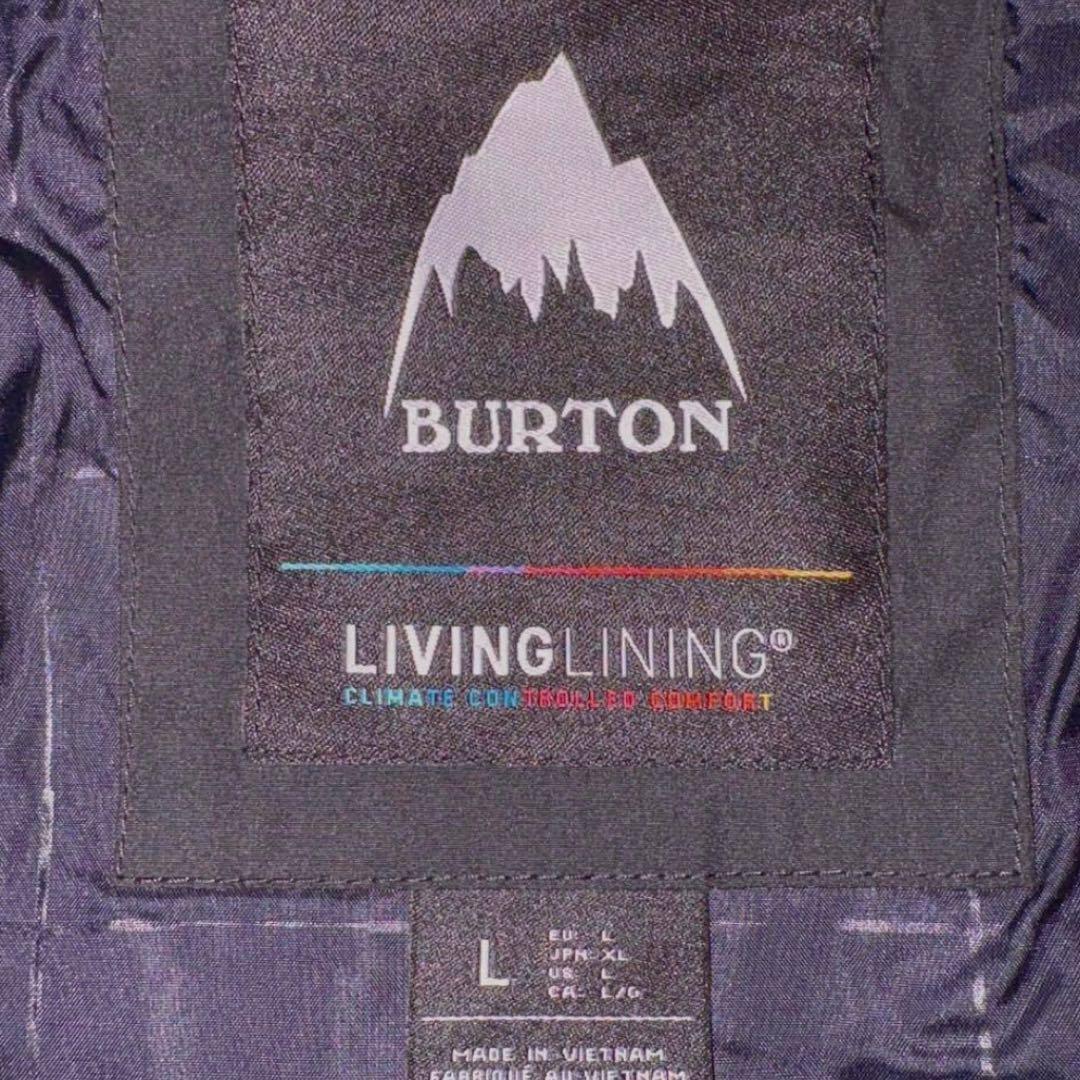 BURTON
LIVINGLINING®
CLIMATE CONTROLLED COMFORT
L
EU: L
JPN: XL
US: L
CA: L/G
MADE IN VIETNAM
FABRIQUÉ AU VIETNAM